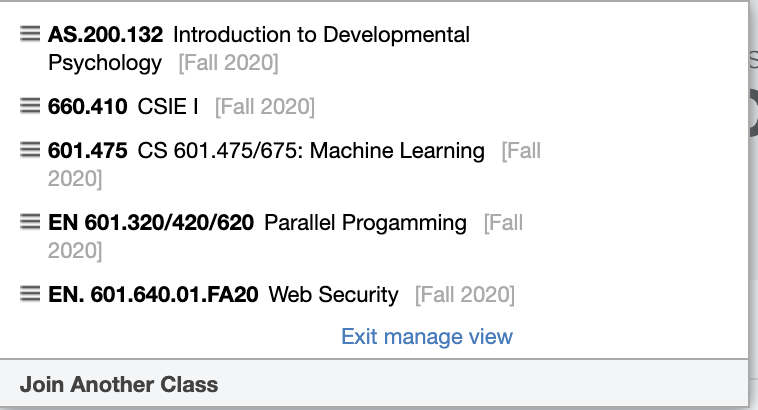 AS.200.132 Introduction to Developmental
Psychology [Fall 2020]
660.410 CSIE I [Fall 2020]
601.475 CS 601.475/675: Machine Learning [Fall
2020]
EN 601.320/420/620 Parallel Progamming [Fall
2020]
EN. 601.640.01.FA20 Web Security [Fall 2020]
Exit manage view
Join Another Class